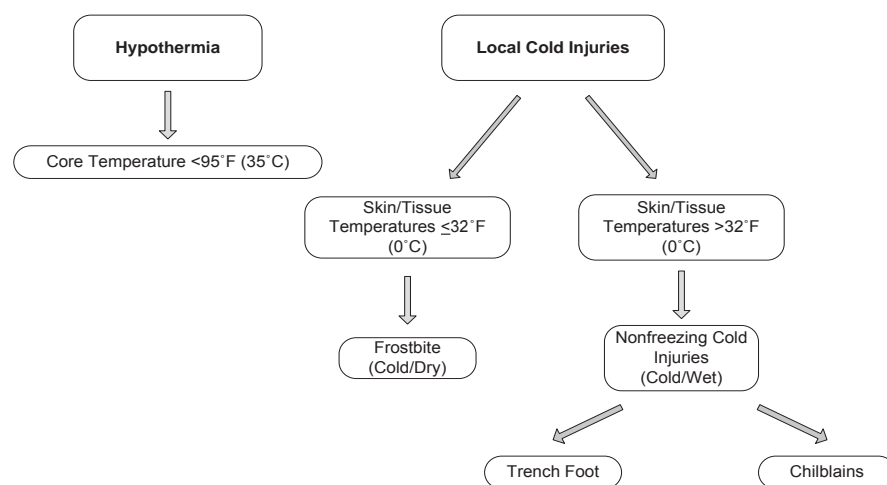 Hypothermia
Local Cold Injuries
Core Temperature <95˚F (35˚C)
Skin/Tissue
Temperatures ≤32˚F
(0˚C)
Skin/Tissue
Temperatures >32˚F
(0˚C)
Frostbite
(Cold/Dry)
Nonfreezing Cold
Injuries
(Cold/Wet)
Trench Foot
Chilblains